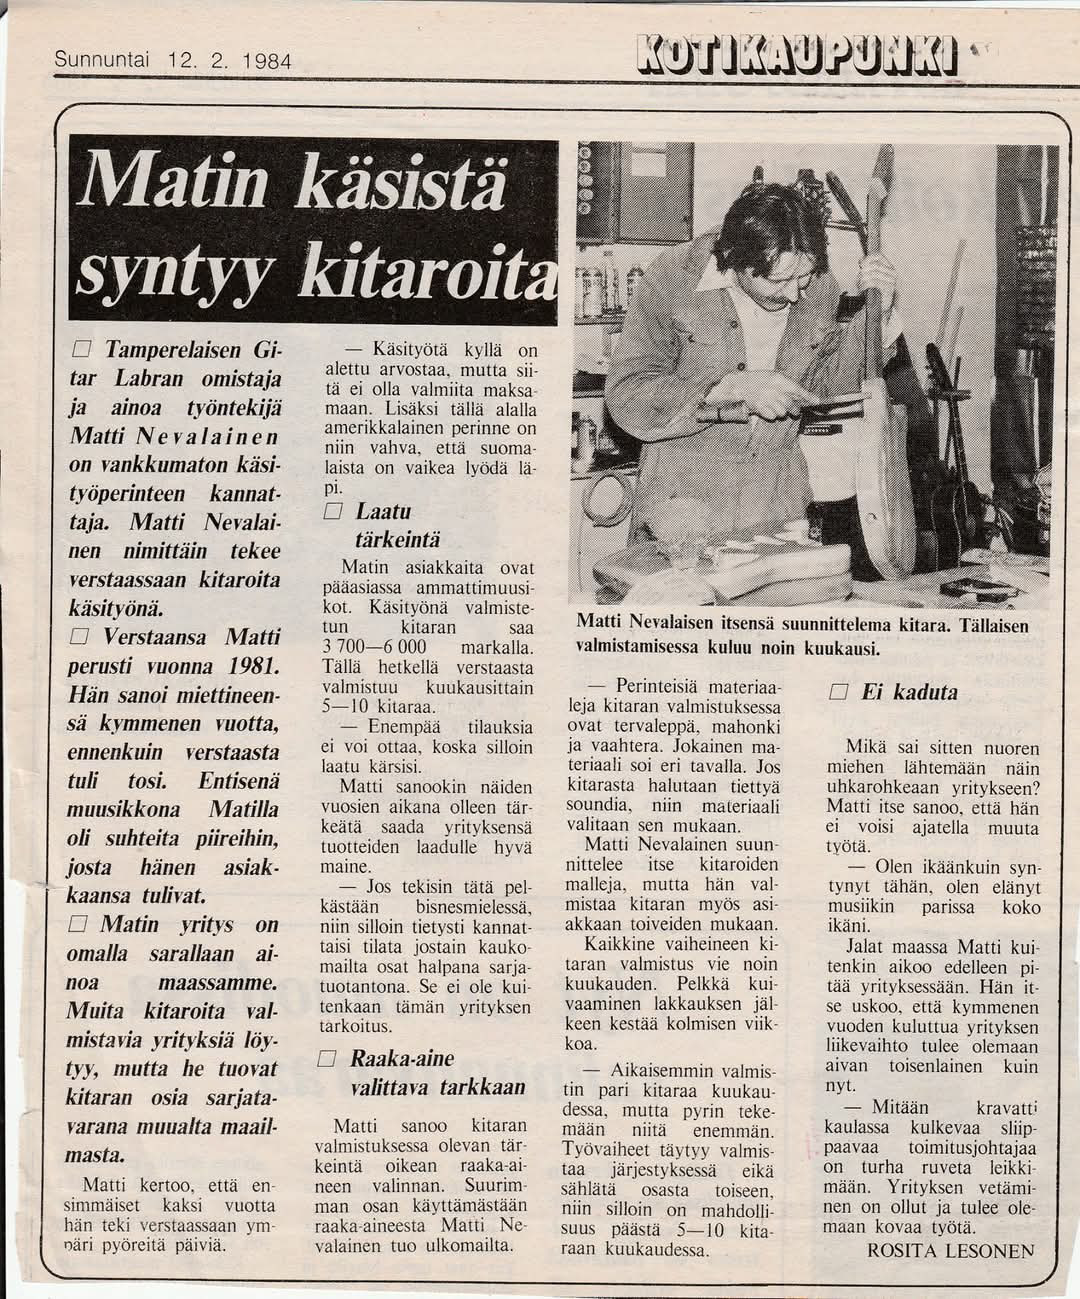 Sunnuntai 12. 2. 1984
KOTIKAUPUNKI
Matin käsistä
syntyy kitaroita
□ Tamperelaisen Gi-
tar Labran omistaja
ja ainoa työntekijä
Matti Nevalainen
on vankkumaton käsi-
työperinteen kannat-
taja. Matti Nevalai-
nen nimittäin tekee
verstaassaan kitaroita
käsityönä.
□ Verstaansa Matti
perusti vuonna 1981.
Hän sanoi miettineen-
sä kymmenen vuotta,
ennenkuin verstaasta
tuli tosi. Entisenä
muusikkona Matilla
oli suhteita piireihin,
josta hänen asiak-
kaansa tulivat.
□ Matin yritys on
omalla sarallaan ai-
noa maassamme.
Muita kitaroita val-
mistavia yrityksiä löy-
tyy, mutta he tuovat
kitaran osia sarjata-
varana muualta maail-
masta.
Matti kertoo, että en-
simmäiset kaksi vuotta
hän teki verstaassaan ym-
päri pyöreitä päiviä.
— Käsityötä kyllä on
alettu arvostaa, mutta sii-
tä ei olla valmiita maksa-
maan. Lisäksi tällä alalla
amerikkalainen perinne on
niin vahva, että suoma-
laista on vaikea lyödä lä-
pi.
□ Laatu
tärkeintä
Matin asiakkaita ovat
pääasiassa ammattimuusi-
kot. Käsityönä valmiste-
tun kitaran saa
3 700—6 000 markalla.
Tällä hetkellä verstaasta
valmistuu kuukausittain
5—10 kitaraa.
— Enempää tilauksia
ei voi ottaa, koska silloin
laatu kärsisi.
Matti sanookin näiden
vuosien aikana olleen tär-
keätä saada yrityksensä
tuotteiden laadulle hyvä
maine.
— Jos tekisin tätä pel-
kästään bisnesmielessä,
niin silloin tietysti kannat-
taisi tilata jostain kauko-
mailta osat halpana sarja-
tuotantona. Se ei ole kui-
tenkaan tämän yrityksen
tarkoitus.
□ Raaka-aine
valittava tarkkaan
Matti sanoo kitaran
valmistuksessa olevan tär-
keintä oikean raaka-ai-
neen valinnan. Suurim-
man osan käyttämästään
raaka-aineesta Matti Ne-
valainen tuo ulkomailta.
Matti Nevalaisen itsensä suunnittelema kitara. Tällaisen
valmistamisessa kuluu noin kuukausi.
— Perinteisiä materiaa-
leja kitaran valmistuksessa
ovat tervaleppä, mahonki
ja vaahtera. Jokainen ma-
teriaali soi eri tavalla. Jos
kitarasta halutaan tiettyä
soundia, niin materiaali
valitaan sen mukaan.
Matti Nevalainen suun-
nittelee itse kitaroiden
malleja, mutta hän val-
mistaa kitaran myös asi-
akkaan toiveiden mukaan.
Kaikkine vaiheineen ki-
taran valmistus vie noin
kuukauden. Pelkkä kui-
vaaminen lakkauksen jäl-
keen kestää kolmisen viik-
koa.
— Aikaisemmin valmis-
tin pari kitaraa kuukau-
dessa, mutta pyrin teke-
mään niitä enemmän.
Työvaiheet täytyy valmis-
taa järjestyksessä eikä
sählätä osasta toiseen,
niin silloin on mahdolli-
suus päästä 5—10 kita-
raan kuukaudessa.
□ Ei kaduta
Mikä sai sitten nuoren
miehen lähtemään näin
uhkarohkeaan yritykseen?
Matti itse sanoo, että hän
ei voisi ajatella muuta
työtä.
— Olen ikäänkuin syn-
tynyt tähän, olen elänyt
musiikin parissa koko
ikäni.
Jalat maassa Matti kui-
tenkin aikoo edelleen pi-
tää yrityksessään. Hän it-
se uskoo, että kymmenen
vuoden kuluttua yrityksen
liikevaihto tulee olemaan
aivan toisenlainen kuin
nyt.
— Mitään kravatti
kaulassa kulkevaa sliip-
paavaa toimitusjohtajaa
on turha ruveta leikki-
mään. Yrityksen vetämi-
nen on ollut ja tulee ole-
maan kovaa työtä.
ROSITA LESONEN